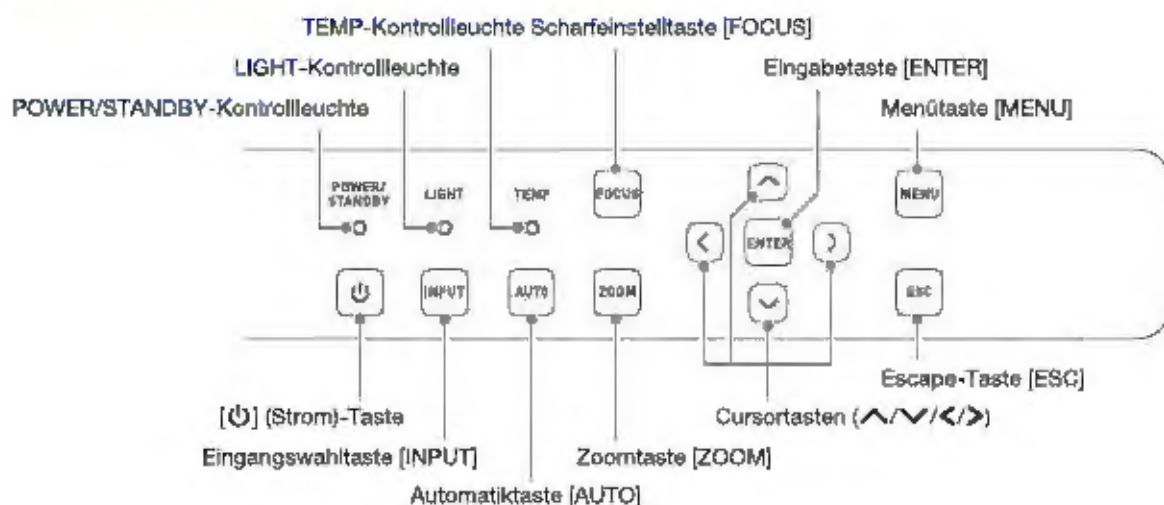 TEMP-Kontrollleuchte Scharfeinstelltaste [FOCUS]
LIGHT-Kontrollleuchte
Eingabetaste [ENTER]
POWER/STANDBY-Kontrollleuchte
Menütaste [MENU]
POWER/
STANDBY
LIGHT
TEMP
FOCUS
ENTER
MENU
INPUT
AUTO
ZOOM
ESC
Escape-Taste [ESC]
[⏻] (Strom)-Taste
Cursortasten (∧/∨/</>)
Eingangswahltaste [INPUT]
Zoomtaste [ZOOM]
Automatiktaste [AUTO]